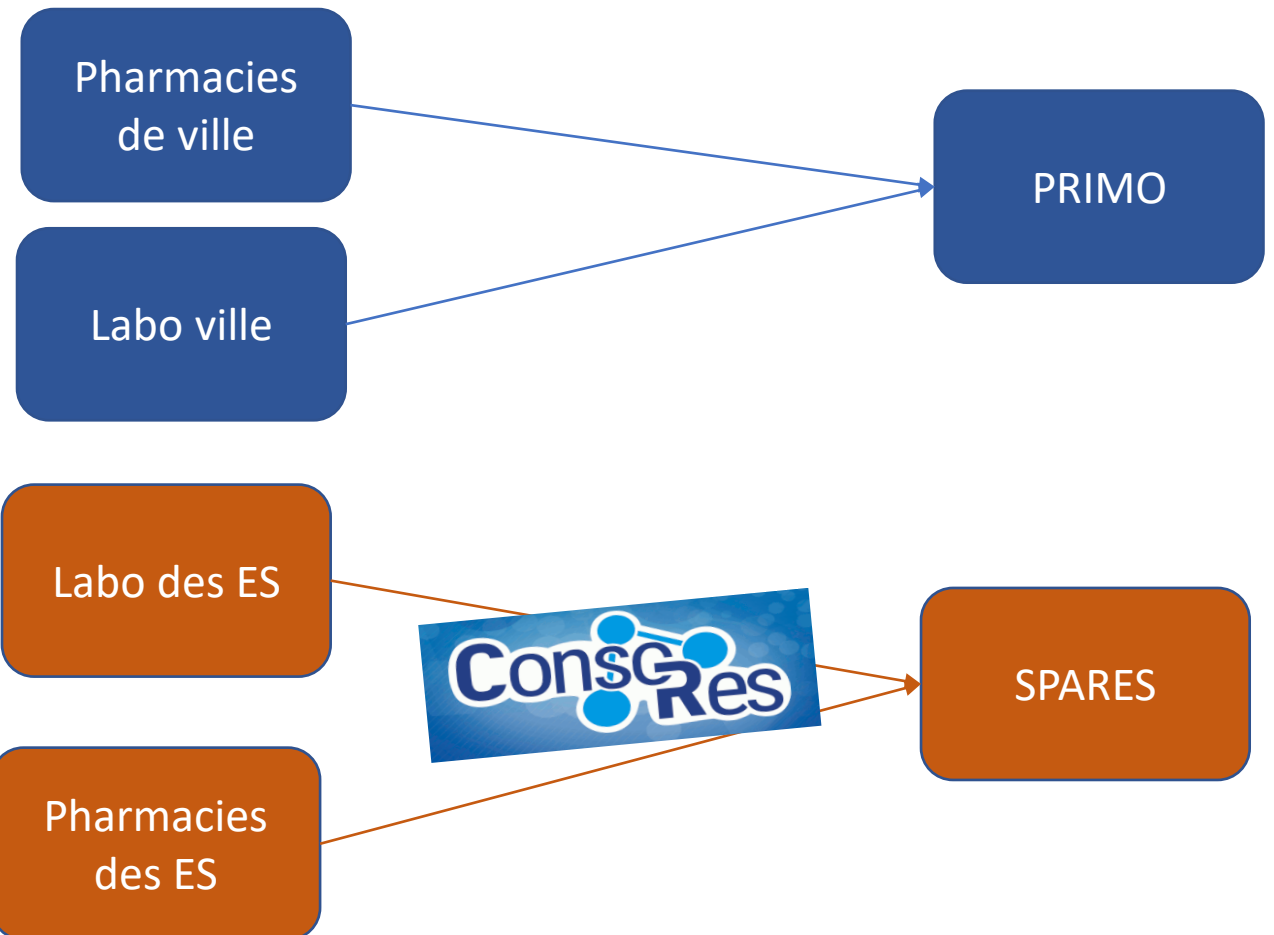 Pharmacies
de ville
PRIMO
Labo ville
Labo des ES
ConsoRes
SPARES
Pharmacies
des ES